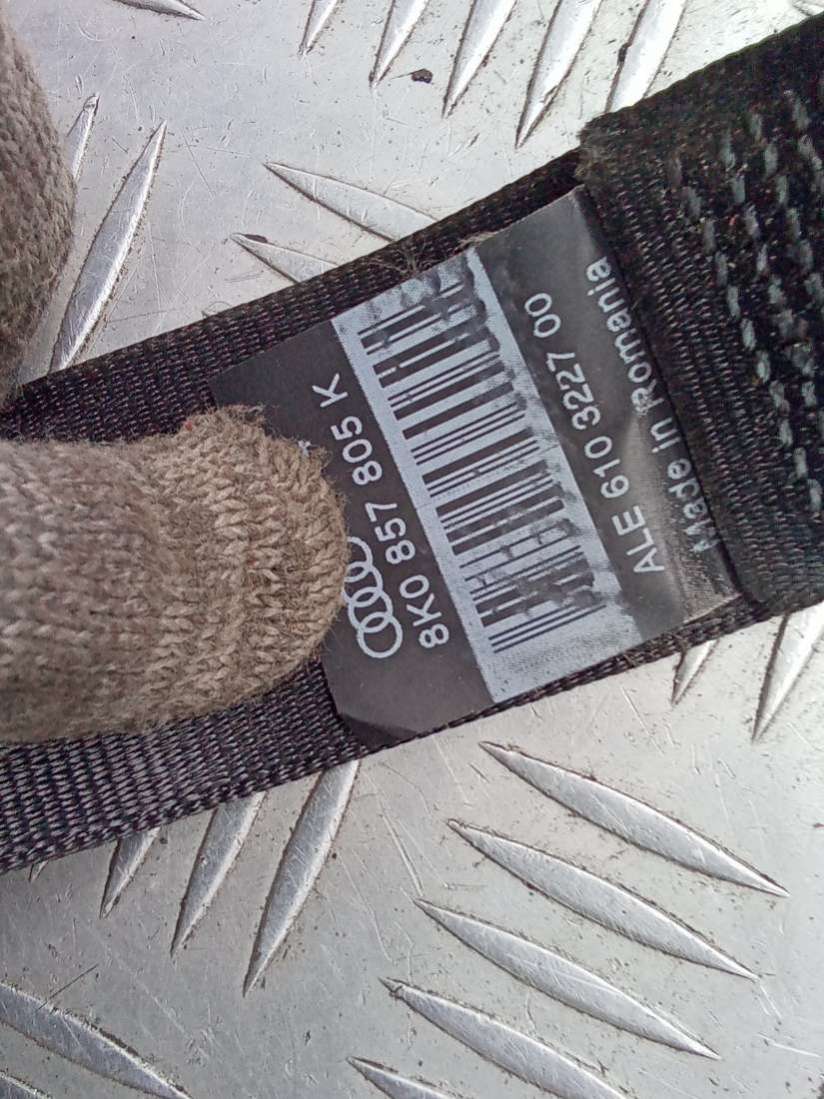 8K0 857 805 K
ALE 610 3227 00
Made in Romania